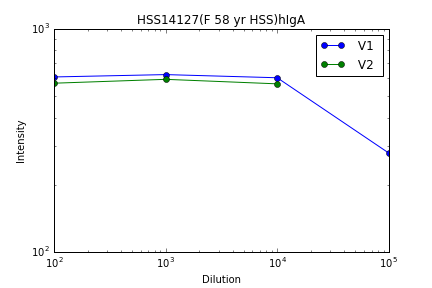 HSS14127(F 58 yr HSS)hIgA
10³
V1
V2
Intensity
10²
10² 10³ 10⁴ 10⁵
Dilution